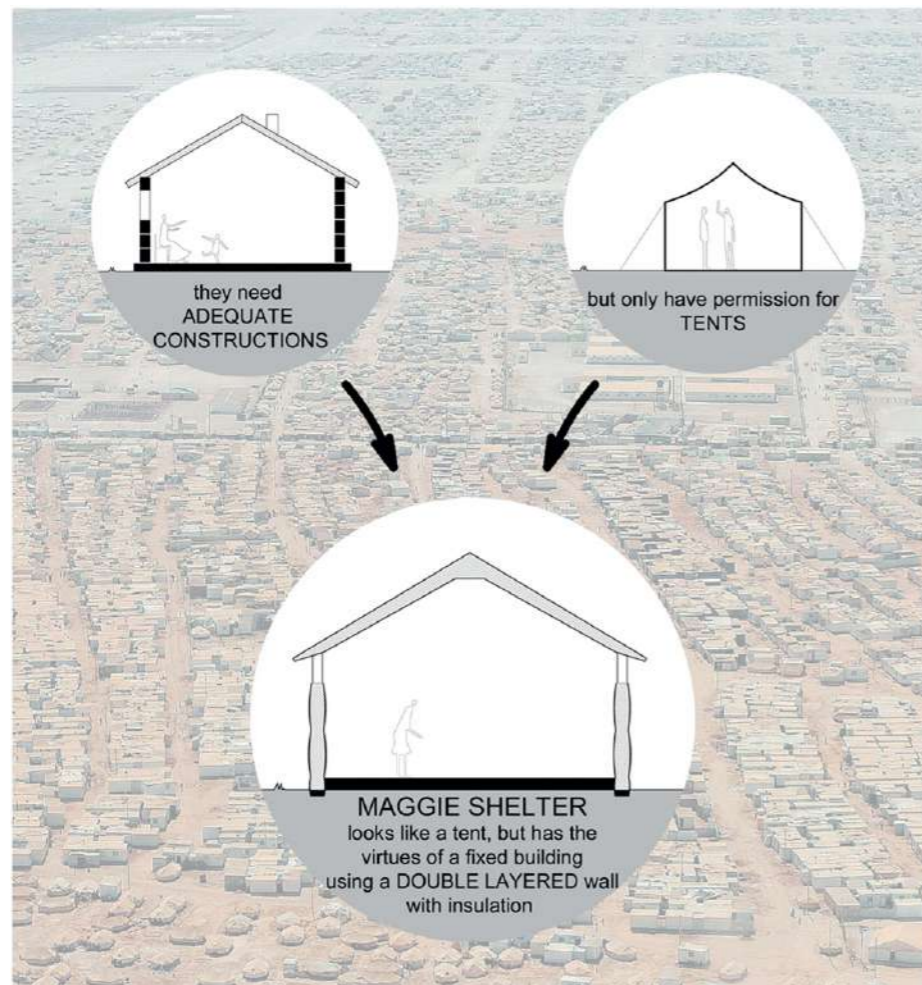 they need
ADEQUATE
CONSTRUCTIONS
but only have permission for
TENTS
MAGGIE SHELTER
looks like a tent, but has the
virtues of a fixed building
using a DOUBLE LAYERED wall
with insulation